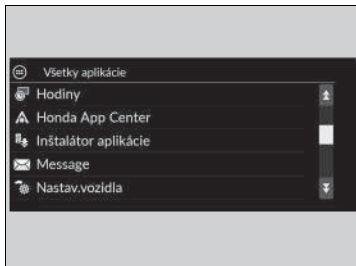 Všetky aplikácie
Hodiny
Honda App Center
Inštalátor aplikácie
Message
Nastav.vozidla